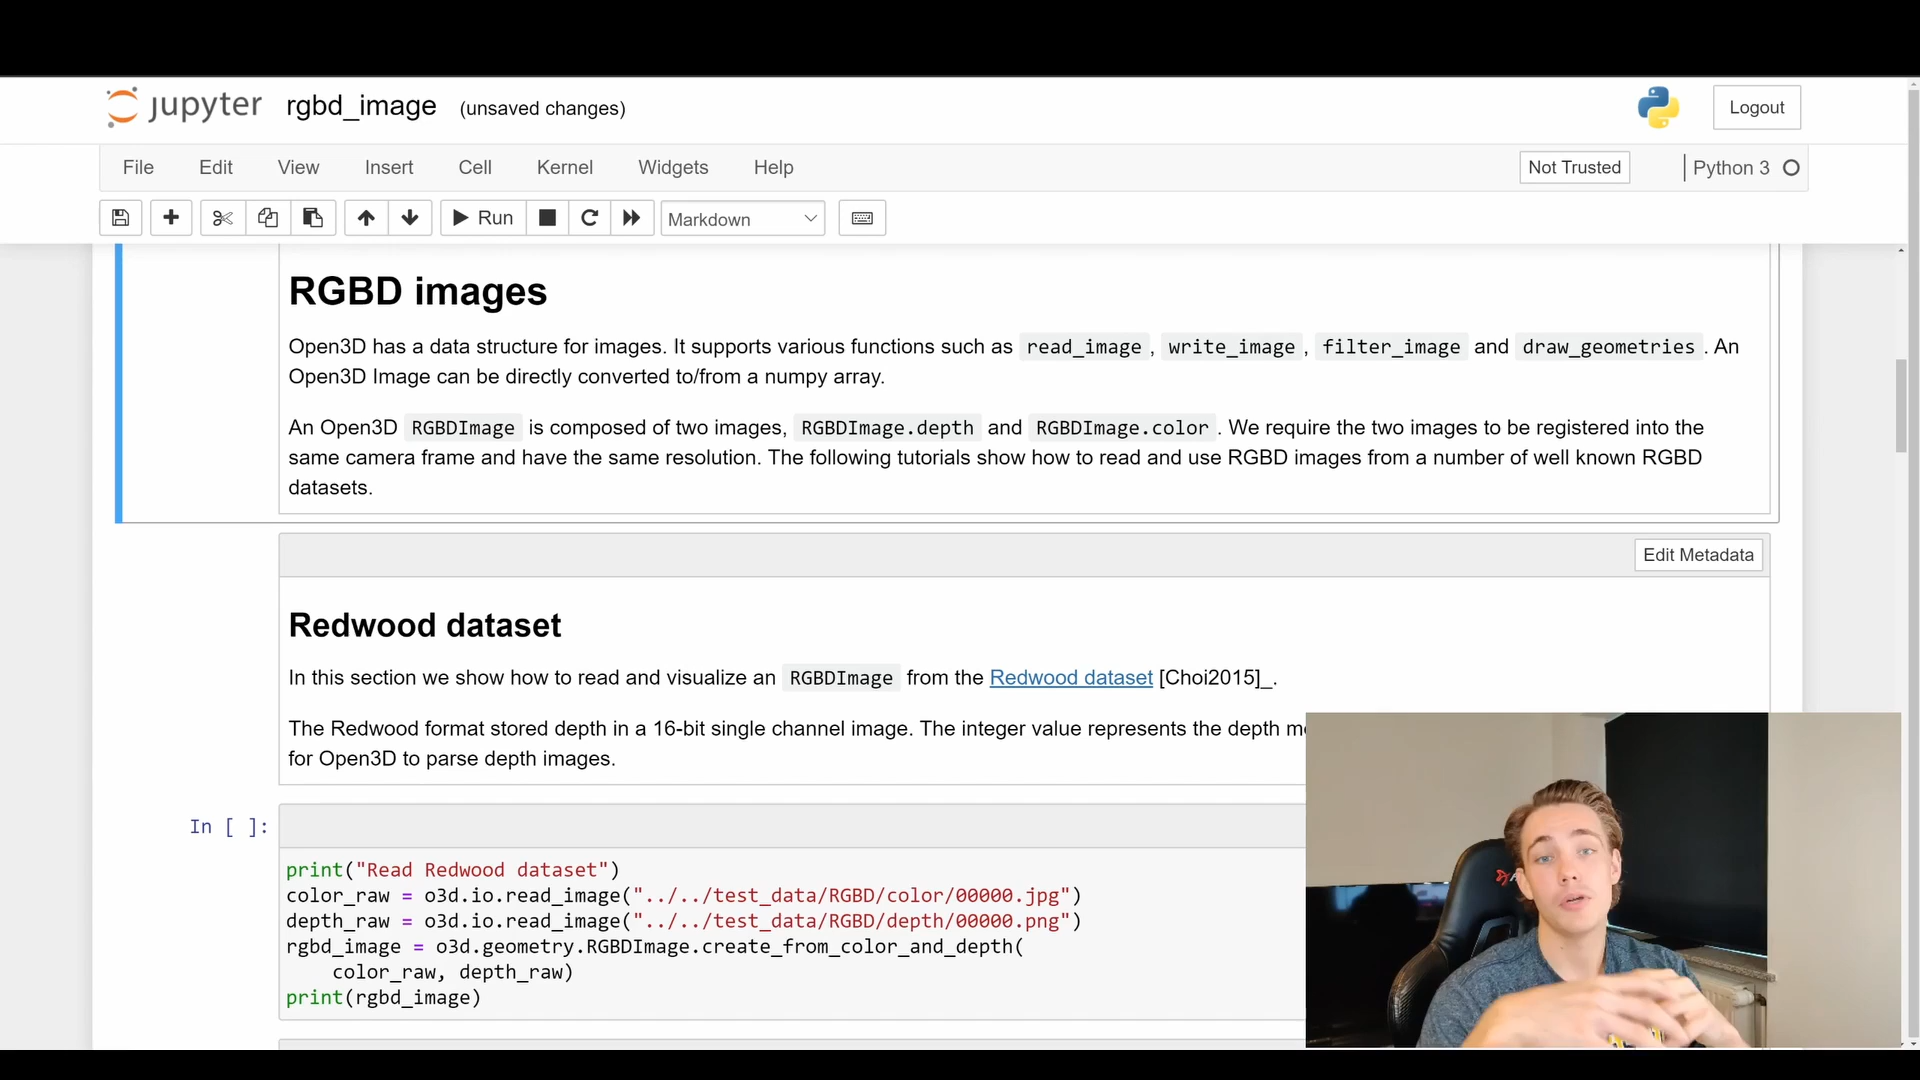 jupyter rgbd_image (unsaved changes) Logout
File Edit View Insert Cell Kernel Widgets Help Not Trusted Python 3
Run Markdown
RGBD images
Open3D has a data structure for images. It supports various functions such as read_image , write_image , filter_image and draw_geometries . An
Open3D Image can be directly converted to/from a numpy array.
An Open3D RGBDImage is composed of two images, RGBDImage.depth and RGBDImage.color . We require the two images to be registered into the
same camera frame and have the same resolution. The following tutorials show how to read and use RGBD images from a number of well known RGBD
datasets.
Edit Metadata
Redwood dataset
In this section we show how to read and visualize an RGBDImage from the Redwood dataset [Choi2015]_.
The Redwood format stored depth in a 16-bit single channel image. The integer value represents the depth
for Open3D to parse depth images.
In [ ]:
print("Read Redwood dataset")
color_raw = o3d.io.read_image("../../test_data/RGBD/color/00000.jpg")
depth_raw = o3d.io.read_image("../../test_data/RGBD/depth/00000.png")
rgbd_image = o3d.geometry.RGBDImage.create_from_color_and_depth(
color_raw, depth_raw)
print(rgbd_image)